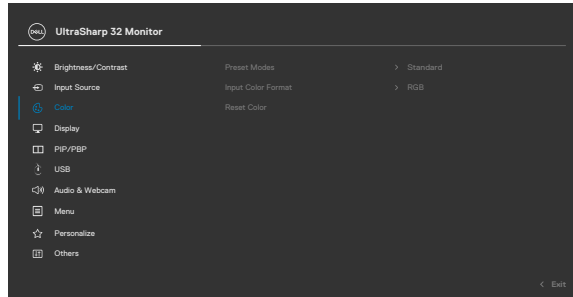 DELL UltraSharp 32 Monitor
Brightness/Contrast Preset Modes > Standard
Input Source Input Color Format > RGB
Color Reset Color
Display
PIP/PBP
USB
Audio & Webcam
Menu
Personalize
Others
< Exit